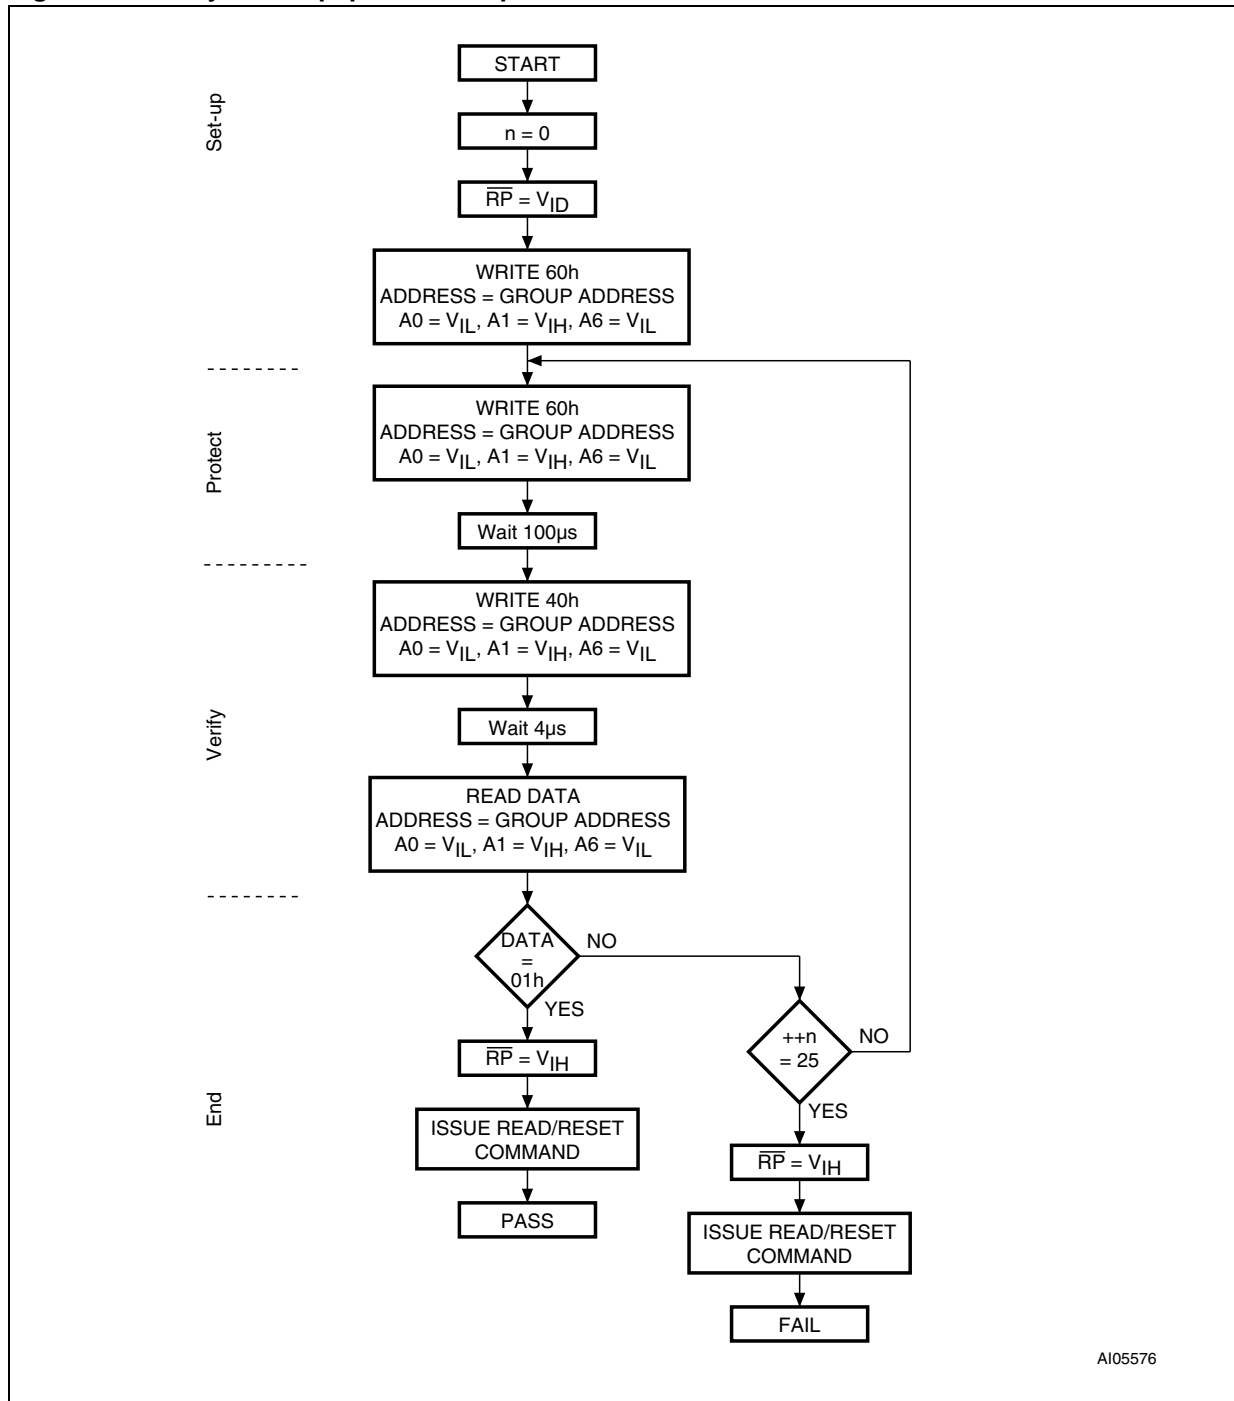 Set-up
START
n = 0
RP = VID
WRITE 60h
ADDRESS = GROUP ADDRESS
A0 = VIL, A1 = VIH, A6 = VIL
Protect
WRITE 60h
ADDRESS = GROUP ADDRESS
A0 = VIL, A1 = VIH, A6 = VIL
Wait 100µs
Verify
WRITE 40h
ADDRESS = GROUP ADDRESS
A0 = VIL, A1 = VIH, A6 = VIL
Wait 4µs
READ DATA
ADDRESS = GROUP ADDRESS
A0 = VIL, A1 = VIH, A6 = VIL
End
DATA
=
01h
NO
YES
++n
= 25
NO
YES
RP = VIH
ISSUE READ/RESET
COMMAND
PASS
RP = VIH
ISSUE READ/RESET
COMMAND
FAIL
AI05576